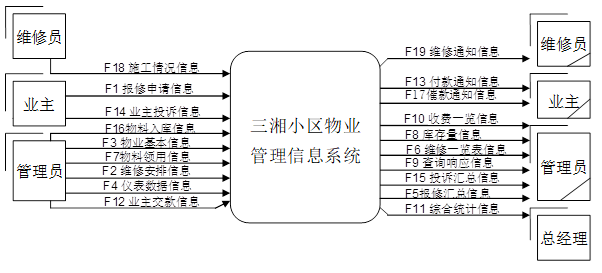 维修员
F18 施工情况信息
F1 报修申请信息
业主
F14 业主投诉信息
F16物料入库信息
F3 物业基本信息
管理员
F7物料领用信息
F2 维修安排信息
F4 仪表数据信息
F12 业主交款信息
三湘小区物业
管理信息系统
F19 维修通知信息
维修员
F13 付款通知信息
F17催款通知信息
业主
F10 收费一览信息
F8 库存量信息
F6 维修一览表信息
F9 查询响应信息
管理员
F15 投诉汇总信息
F5报修汇总信息
F11 综合统计信息
总经理